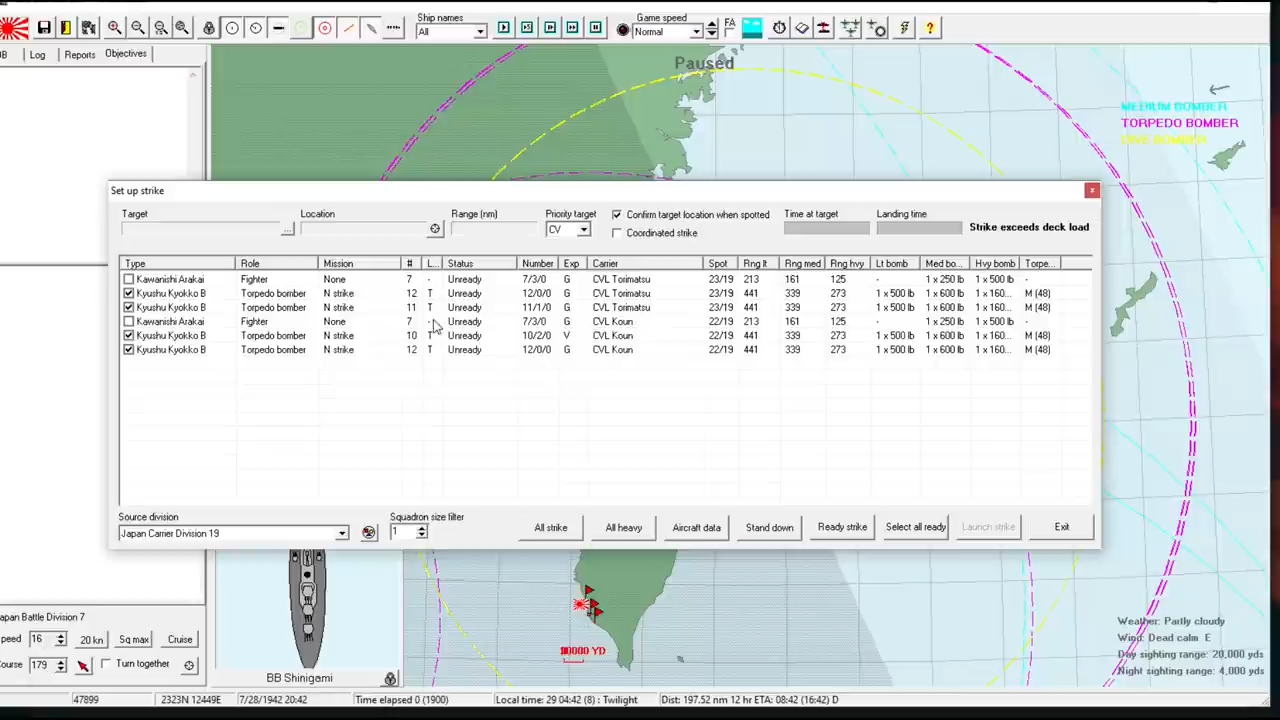 Ship names
All
Game speed
Normal
FA
?
Log
Reports
Objectives
Paused
MEDIUM BOMBER
TORPEDO BOMBER
DIVE BOMBER
Set up strike
x
Target
Location
Range (nm)
Priority target
Confirm target location when spotted
Time at target
Landing time
Strike exceeds deck load
...
CV
Coordinated strike
Type Role Mission # L... Status Number Exp Carrier Spot Rng lt Rng med Rng hvy Lt bomb Med bo... Hvy bomb Torpe...
Kawanishi Arakai Fighter None 7 - Unready 7/3/0 G CVL Torimatsu 23/19 213 161 125 - 1 x 250 lb 1 x 500 lb -
Kyushu Kyokko B Torpedo bomber N strike 12 T Unready 12/0/0 G CVL Torimatsu 23/19 441 339 273 1 x 500 lb 1 x 600 lb 1 x 160... M (48)
Kyushu Kyokko B Torpedo bomber N strike 11 T Unready 11/1/0 G CVL Torimatsu 23/19 441 339 273 1 x 500 lb 1 x 600 lb 1 x 160... M (48)
Kawanishi Arakai Fighter None 7 - Unready 7/3/0 G CVL Koun 22/19 213 161 125 - 1 x 250 lb 1 x 500 lb -
Kyushu Kyokko B Torpedo bomber N strike 10 T Unready 10/2/0 V CVL Koun 22/19 441 339 273 1 x 500 lb 1 x 600 lb 1 x 160... M (48)
Kyushu Kyokko B Torpedo bomber N strike 12 T Unready 12/0/0 G CVL Koun 22/19 441 339 273 1 x 500 lb 1 x 600 lb 1 x 160... M (48)
Source division
Japan Carrier Division 19
Squadron size filter
1
All strike
All heavy
Aircraft data
Stand down
Ready strike
Select all ready
Launch strike
Exit
apan Battle Division 7
peed 16 20 kn Sq max Cruise
ourse 179 Turn together
BB Shinigami
0000 YD
Weather: Partly cloudy
Wind: Dead calm E
Day sighting range: 20,000 yds
Night sighting range: 4,000 yds
47899
2323N 12449E
7/28/1942 20:42
Time elapsed 0 (1900)
Local time: 29 04:42 (8) : Twilight
Dist: 197.52 nm 12 hr ETA: 08:42 (16:42) D